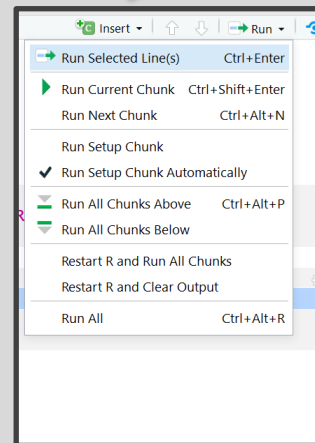 Insert Run
Run Selected Line(s) Ctrl+Enter
Run Current Chunk Ctrl+Shift+Enter
Run Next Chunk Ctrl+Alt+N
Run Setup Chunk
Run Setup Chunk Automatically
Run All Chunks Above Ctrl+Alt+P
Run All Chunks Below
Restart R and Run All Chunks
Restart R and Clear Output
Run All Ctrl+Alt+R